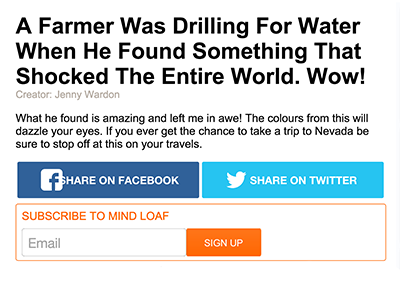 A Farmer Was Drilling For Water
When He Found Something That
Shocked The Entire World. Wow!
Creator: Jenny Wardon
What he found is amazing and left me in awe! The colours from this will
dazzle your eyes. If you ever get the chance to take a trip to Nevada be
sure to stop off at this on your travels.
SHARE ON FACEBOOK
SHARE ON TWITTER
SUBSCRIBE TO MIND LOAF
Email
SIGN UP